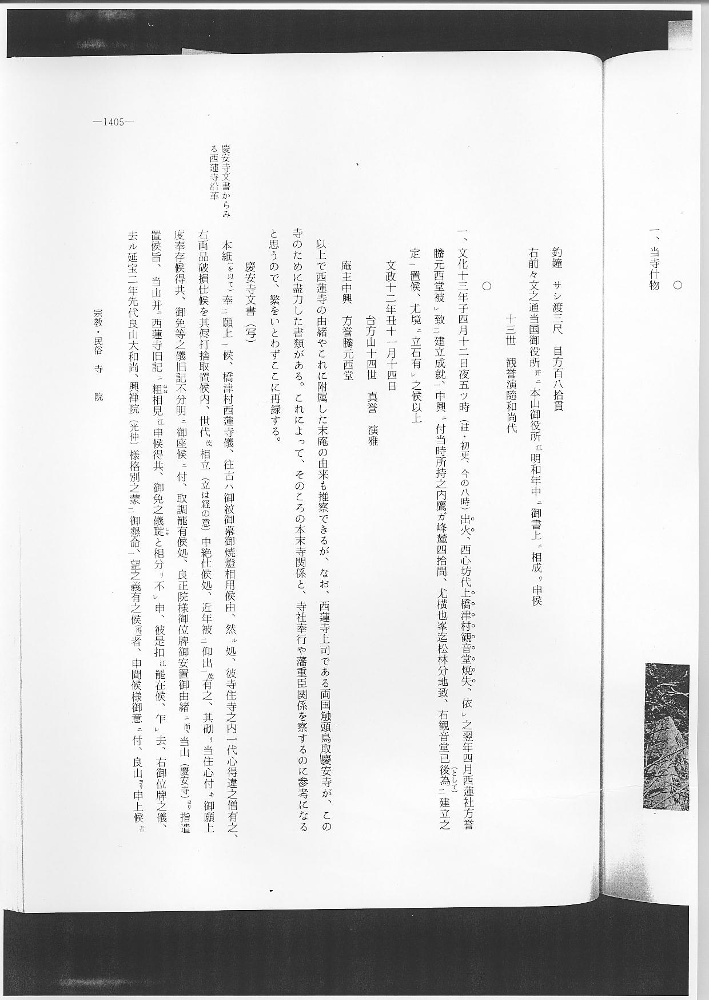 ○
一、当寺什物
釣鐘　サシ渡三尺　目方百八拾貫
右前々文之通当国御役所井ニ本山御役所江明和年中ニ御書上ニ相成リ申候
十三世　観誉演随和尚代
○
一、文化十三年子四月十二日夜五ツ時（註・初更、今の八時）出火、西心坊代上橋津村観音堂焼失、依レ之翌年四月西蓮社方誉
騰元西堂被レ致ニ建立成就一、中興ニ付当時所持之内鷹ガ峰麓四拾間、尤横也峯迄松林分地致、右観音堂已後為（として）ニ建立之
定一置候、尤境ニ立石有レ之候以上
文政十二年丑十一月十四日
台方山十四世　真誉　演雅
庵主中興　方誉騰元西堂
以上で西蓮寺の由緒やこれに附属した末庵の由来も推察できるが、なお、西蓮寺上司である両国触頭鳥取慶安寺が、この
寺のために盡力した書類がある。これによって、そのころの本末寺関係と、寺社奉行や藩重臣関係を察するのに参考になる
と思うので、繁をいとわずここに再録する。
慶安寺文書（写）
慶安寺文書からみ
る西蓮寺沿革
本紙（を以て）奉ニ願上一候、橋津村西蓮寺儀、往古ハ御紋御幕御焼燈相用候由、然ル処、彼寺住寺之内一代心得違之僧有之、
右両品破損仕候を其侭打捨取置候内、世代茂相立（立は経の意）中絶仕候処、近年被ニ仰出一茂有之、其砌リ当住心付キ御願上
度奉存候得共、御免等之儀旧記不分明ニ御座候ニ付、取調罷有候処、良正院様御位牌御安置御由緒ニ而、当山（慶安寺）ヨリ指遣
置候旨、当山并ニ西蓮寺旧記ニ粗ほぼ相見江申候得共、御免之儀聢しかと相分リ不レ申、彼是扣江罷在候、乍レ去、右御位牌之儀、
去ル延宝二年先代良山大和尚、興禅院（光仲）様格別之蒙ニ御懇命一、望之義有之候（得）者、申聞候様御意ニ付、良山ヨリ申上候者
宗教・民俗　寺　院
—1405—